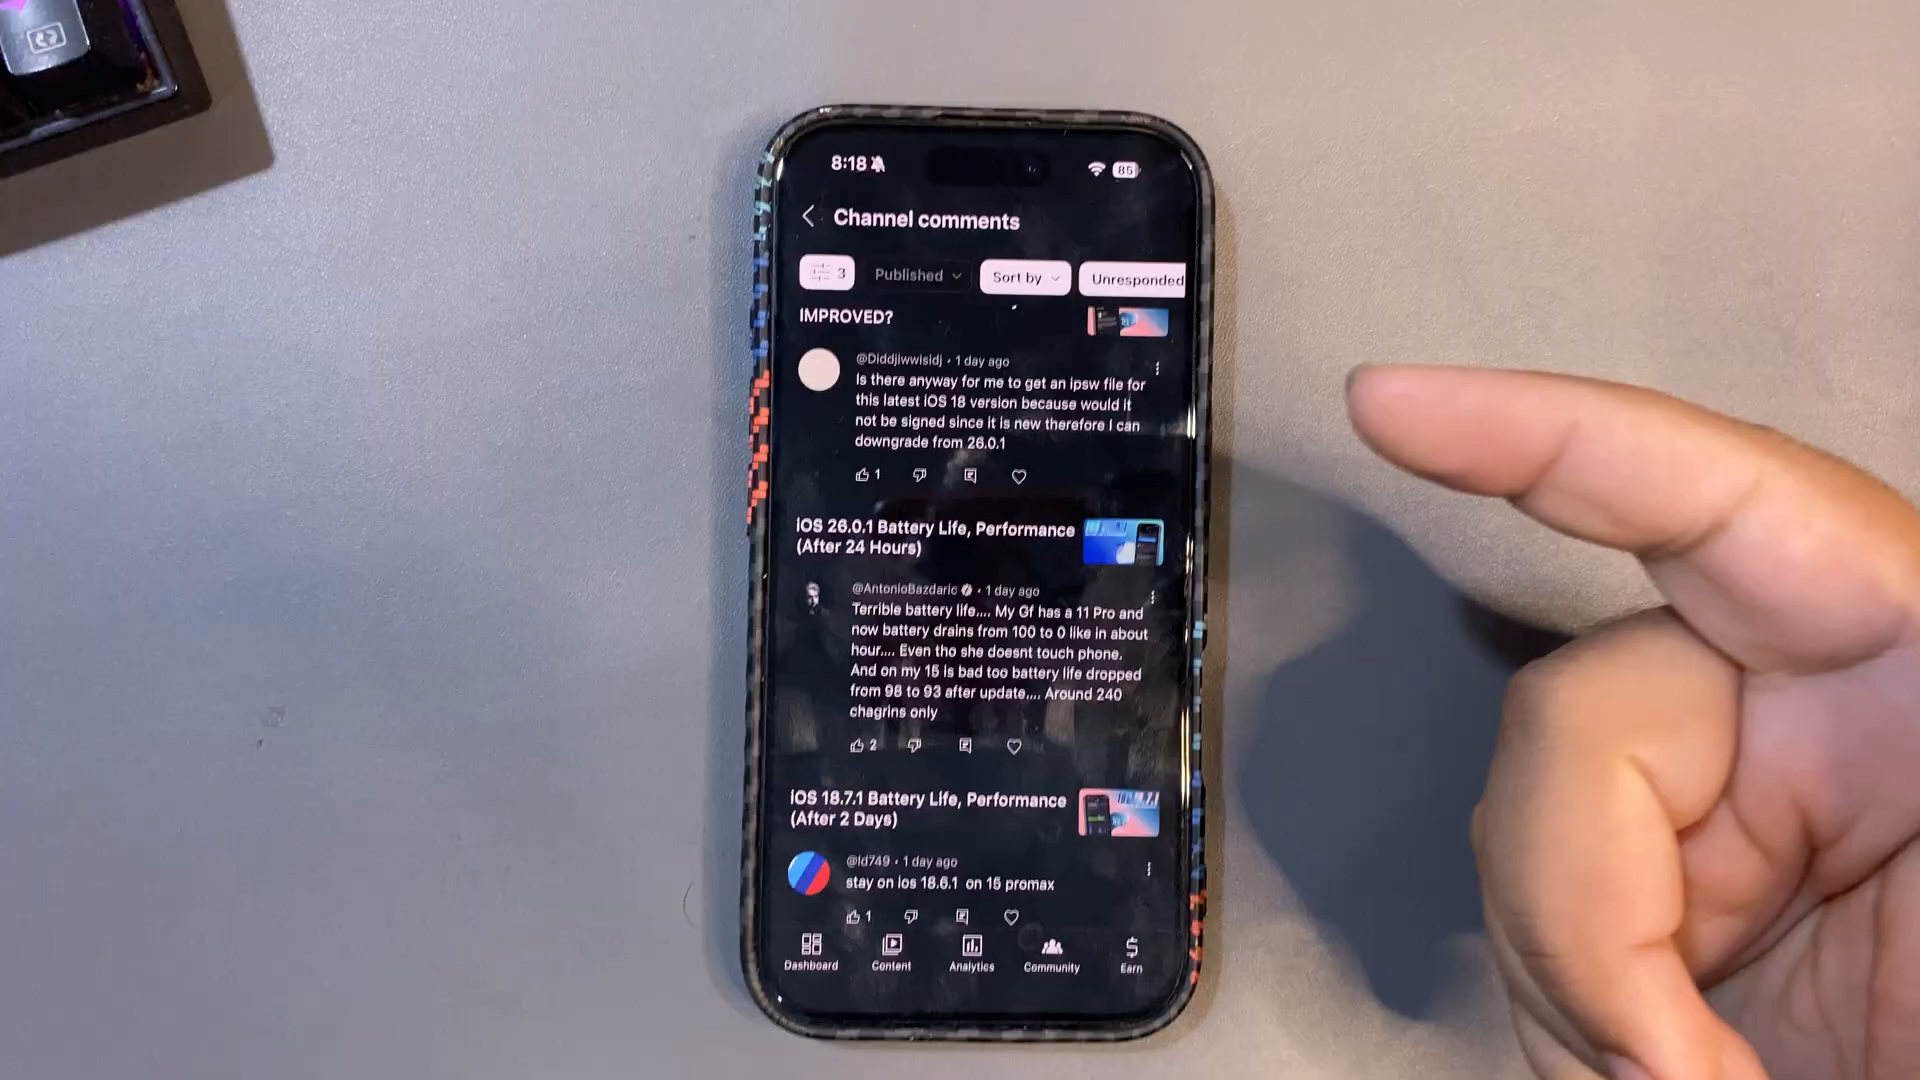 8:18
85
Channel comments
3
Published
Sort by
Unresponded
IMPROVED?
@Diddjiwwisidj • 1 day ago
Is there anyway for me to get an ipsw file for
this latest iOS 18 version because would it
not be signed since it is new therefore I can
downgrade from 26.0.1
1
iOS 26.0.1 Battery Life, Performance
(After 24 Hours)
@AntonioBazdaric • 1 day ago
Terrible battery life.... My Gf has a 11 Pro and
now battery drains from 100 to 0 like in about
hour.... Even tho she doesnt touch phone.
And on my 15 is bad too battery life dropped
from 98 to 93 after update.... Around 240
chagrins only
2
iOS 18.7.1 Battery Life, Performance
(After 2 Days)
@ld749 • 1 day ago
stay on ios 18.6.1 on 15 promax
1
Dashboard
Content
Analytics
Community
Earn